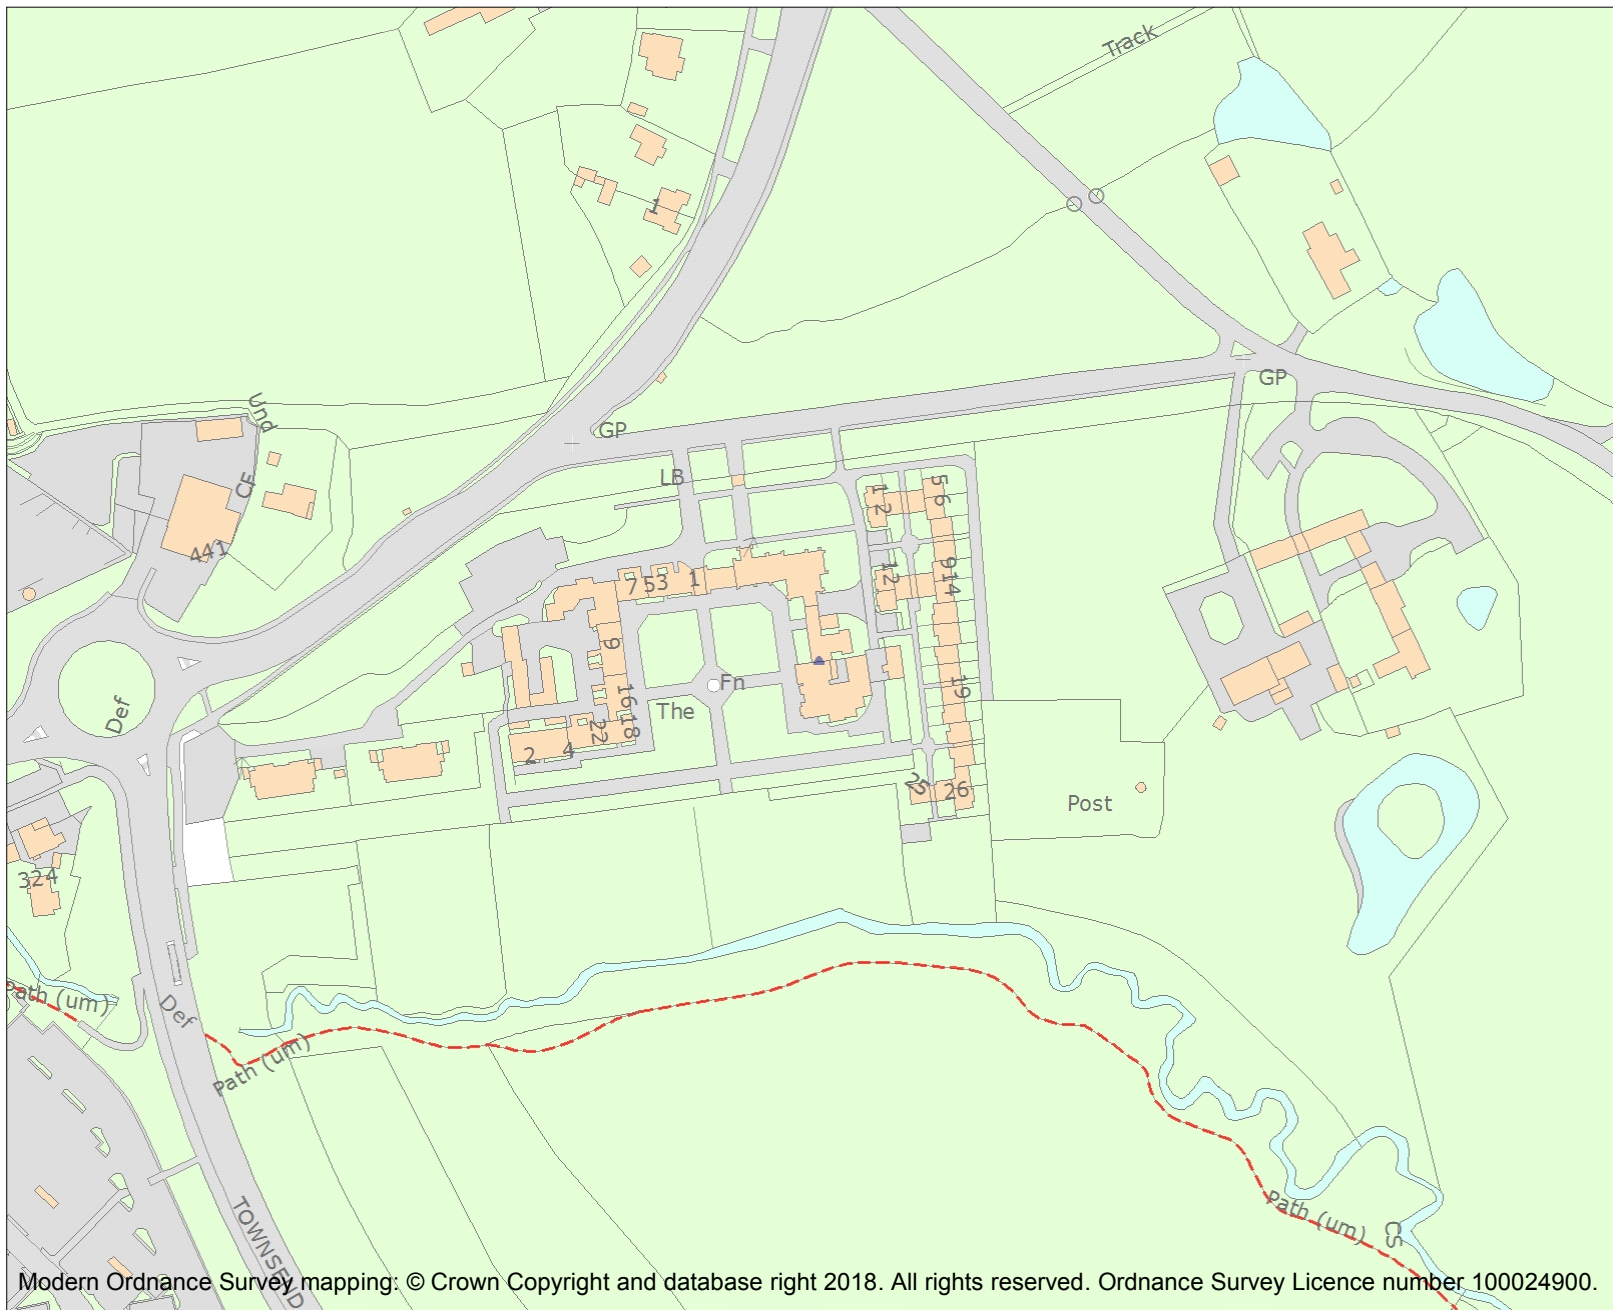 Track
1
Und
GP
GP
CF
LB
441
5
6
1
2
7
5
3
1
12
9
14
9
16
18
22
2
4
Fn
The
19
25
26
Post
Def
324
Path (um)
Def
Path (um)
Path (um)
CS
TOWNSEND
Modern Ordnance Survey mapping: © Crown Copyright and database right 2018. All rights reserved. Ordnance Survey Licence number 100024900.